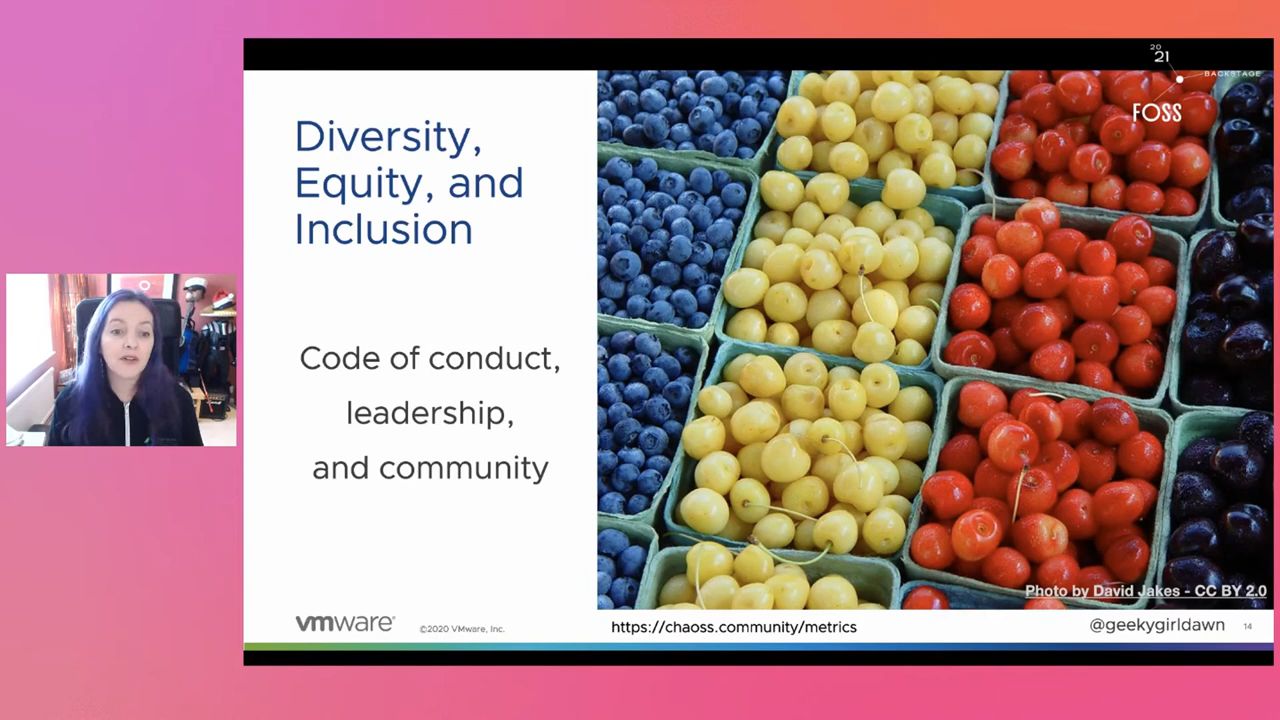 20
21
BACKSTAGE
FOSS
Diversity,
Equity, and
Inclusion
Code of conduct,
leadership,
and community
Photo by David Jakes - CC BY 2.0
vmware®
©2020 VMware, Inc.
https://chaoss.community/metrics
@geekygirldawn
14